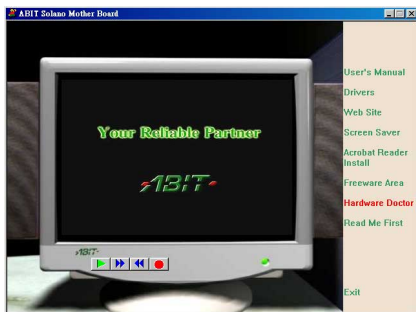 ABIT Solano Mother Board
User's Manual
Drivers
Web Site
Screen Saver
Acrobat Reader
Install
Freeware Area
Hardware Doctor
Read Me First
Exit
Your Reliable Partner
ABIT
ABIT